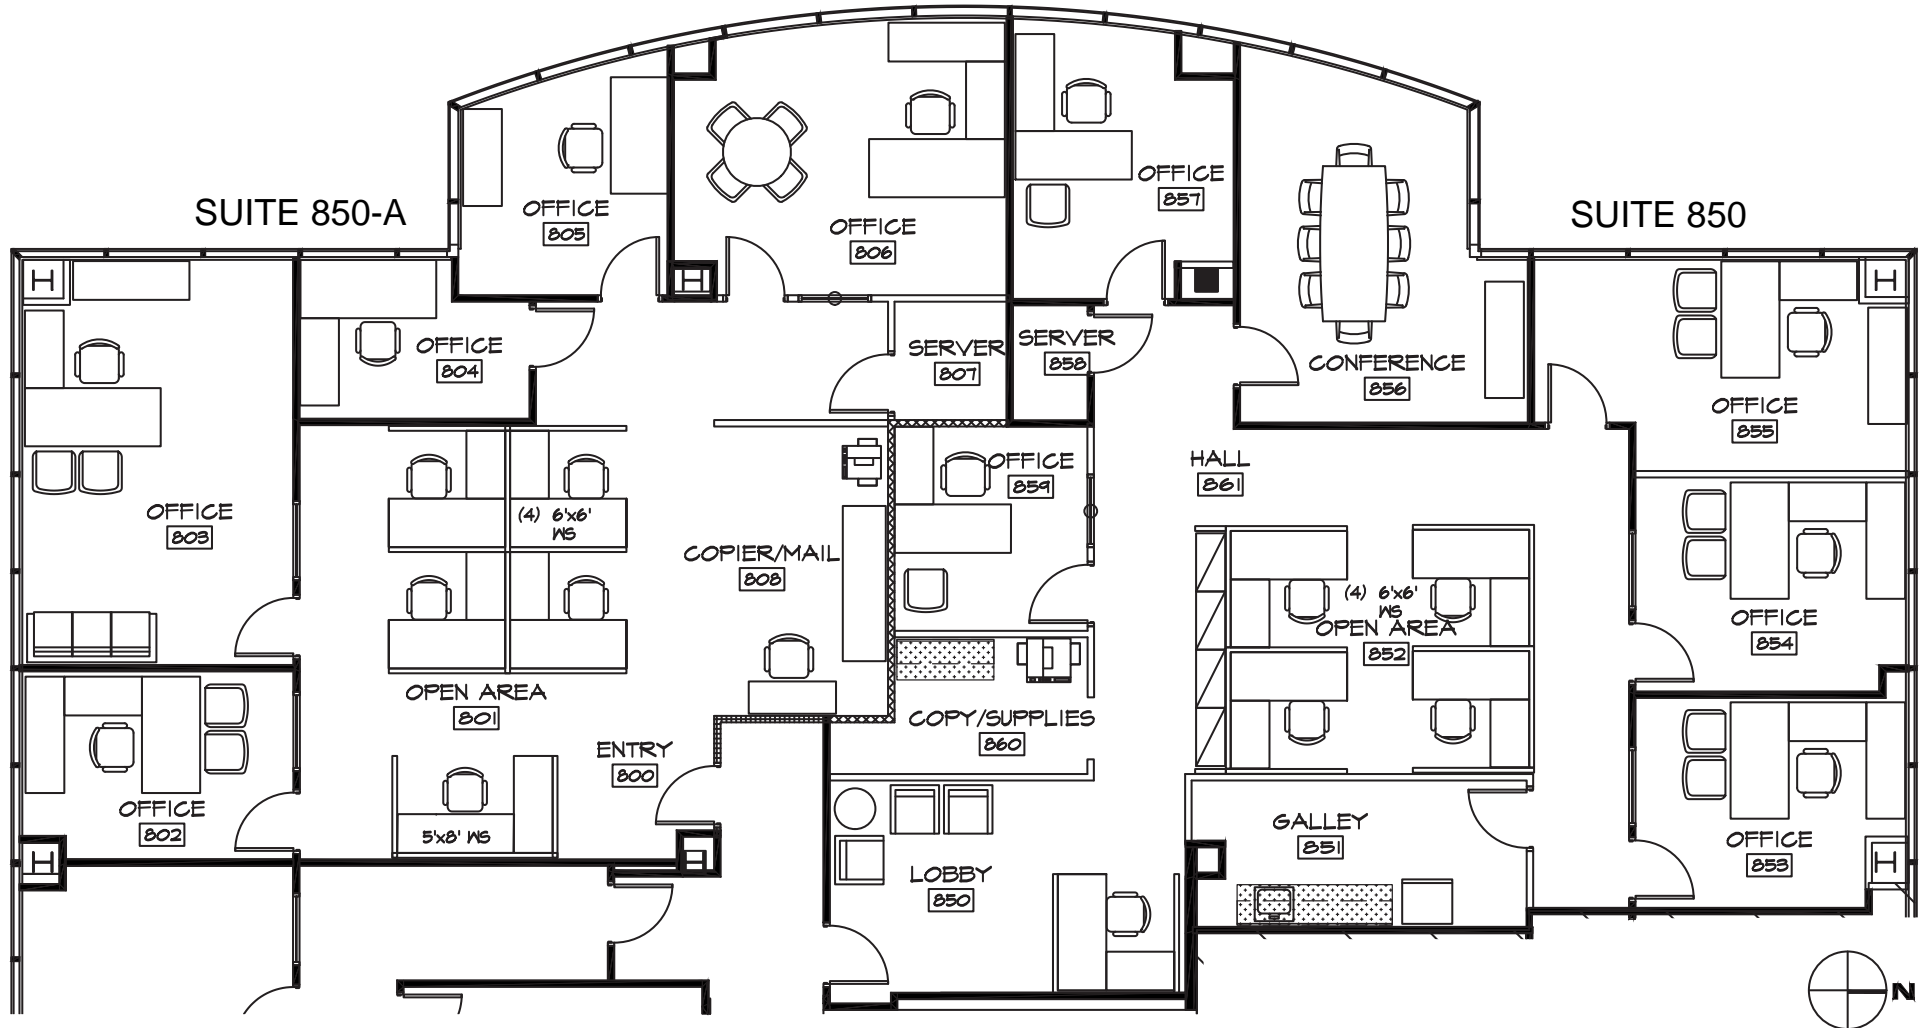 SUITE 850-A
SUITE 850
OFFICE
805
OFFICE
806
OFFICE
857
H
H
H
OFFICE
804
SERVER
807
SERVER
858
CONFERENCE
856
OFFICE
855
OFFICE
803
(4) 6'x6'
WS
COPIER/MAIL
808
OFFICE
859
HALL
861
(4) 6'x6'
WS
OPEN AREA
852
OFFICE
854
OPEN AREA
801
ENTRY
800
COPY/SUPPLIES
860
OFFICE
802
5'x8' WS
H
H
LOBBY
850
GALLEY
851
OFFICE
853
H
N